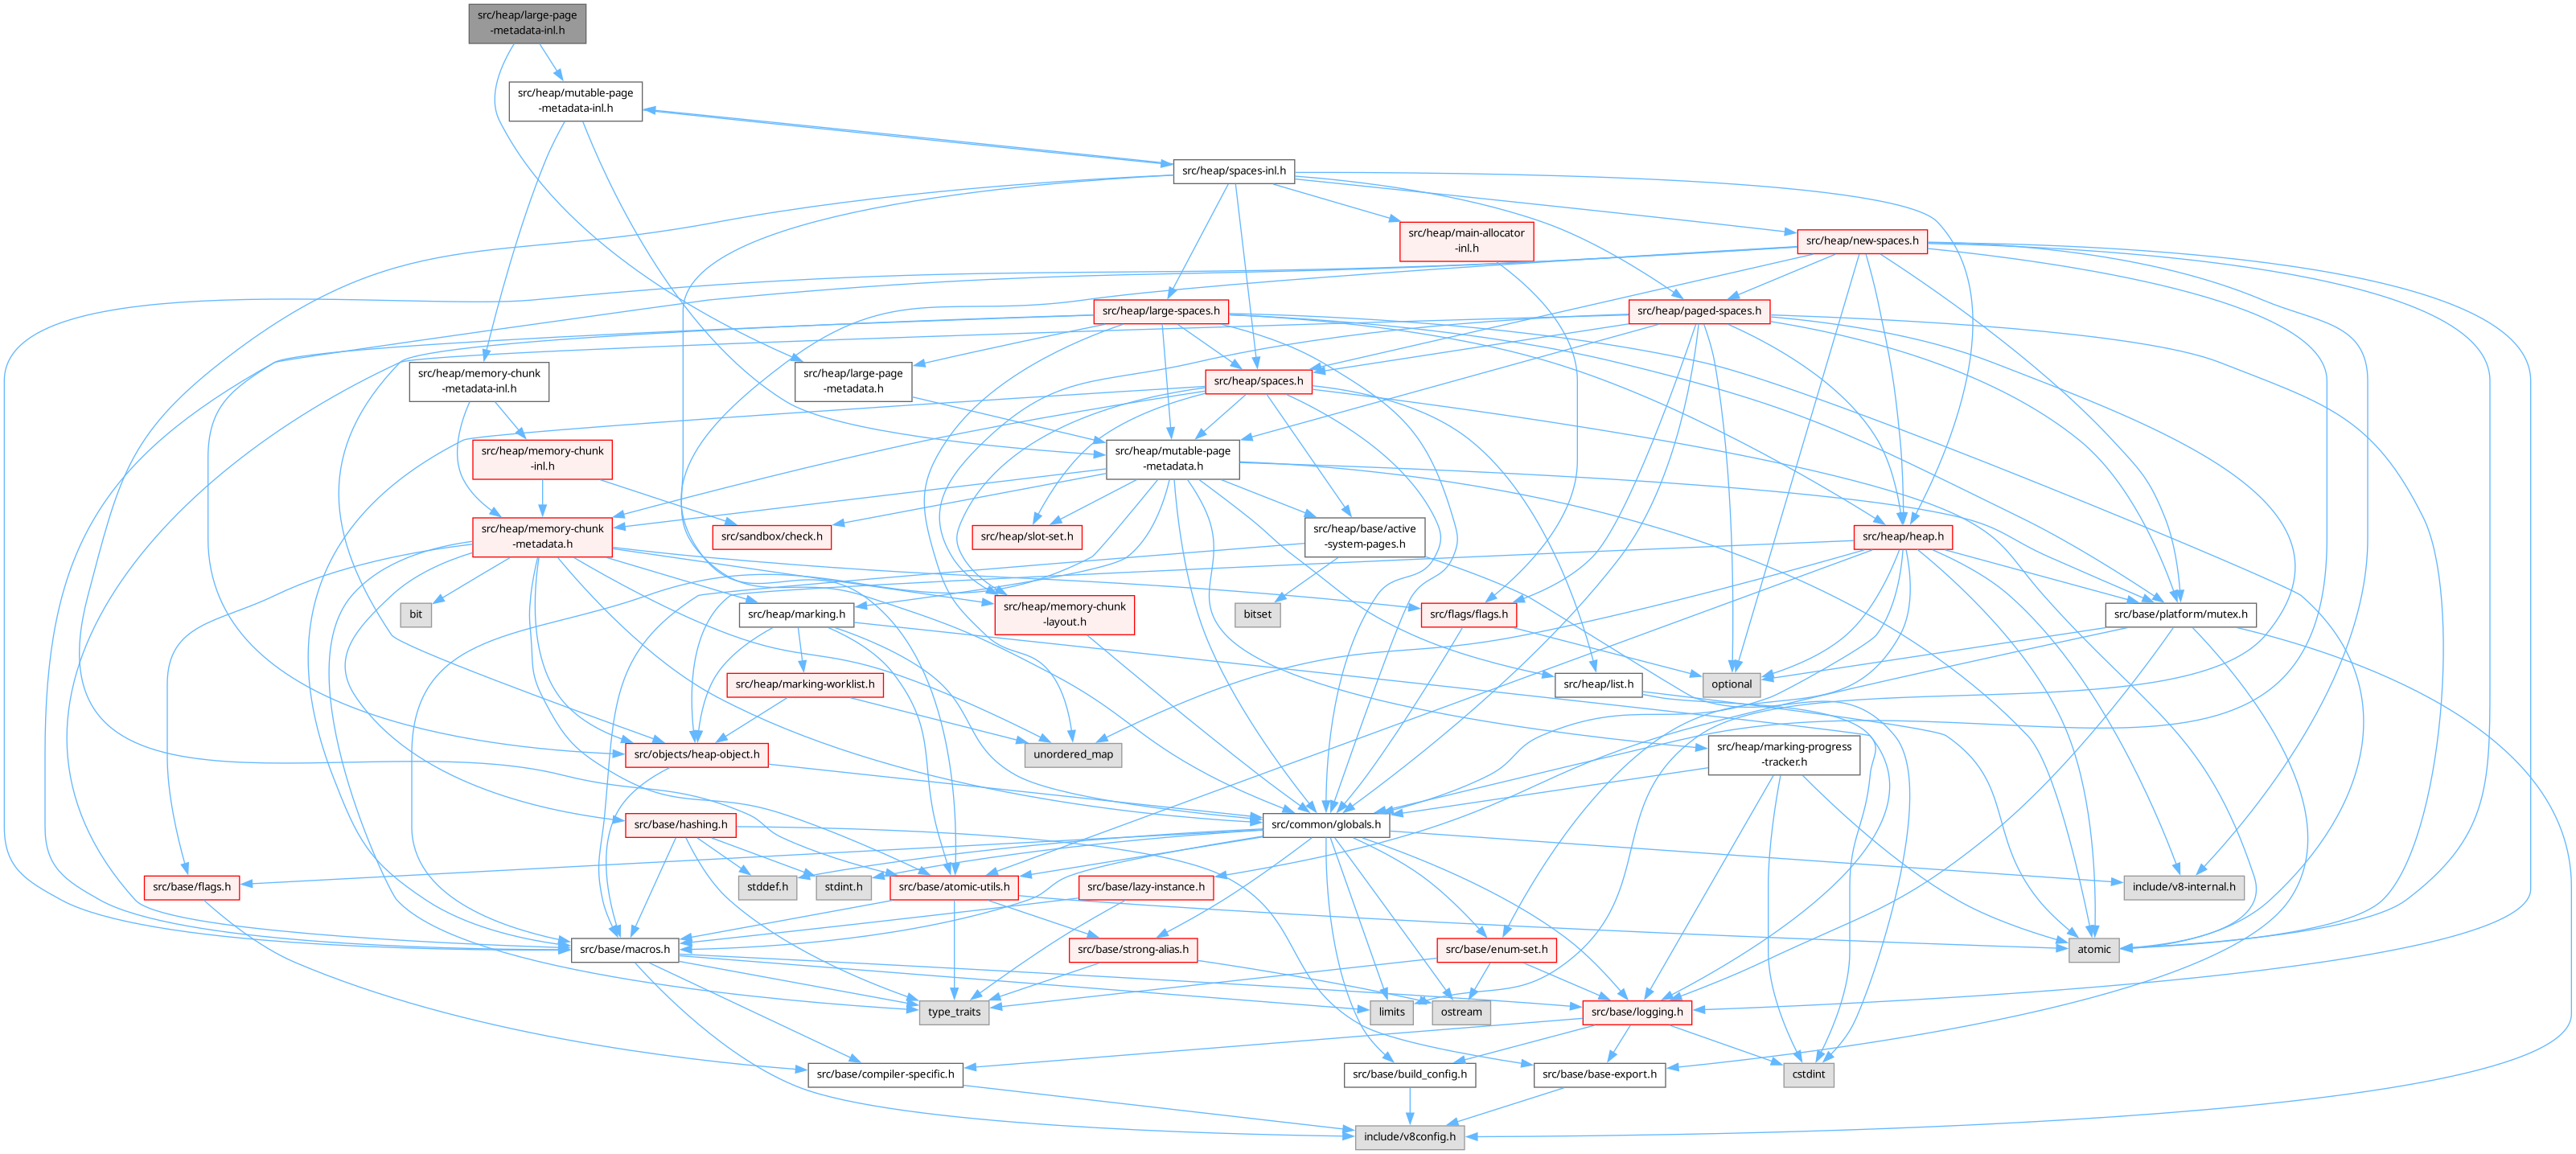 src/heap/large-page
-metadata-inl.h
src/heap/mutable-page
-metadata-inl.h
src/heap/spaces-inl.h
src/heap/main-allocator
-inl.h
src/heap/new-spaces.h
src/heap/large-spaces.h
src/heap/paged-spaces.h
src/heap/memory-chunk
-metadata-inl.h
src/heap/large-page
-metadata.h
src/heap/spaces.h
src/heap/memory-chunk
-inl.h
src/heap/mutable-page
-metadata.h
src/heap/memory-chunk
-metadata.h
src/sandbox/check.h
src/heap/slot-set.h
src/heap/base/active
-system-pages.h
src/heap/heap.h
bit
src/heap/marking.h
src/heap/memory-chunk
-layout.h
bitset
src/flags/flags.h
src/base/platform/mutex.h
src/heap/marking-worklist.h
src/heap/list.h
optional
src/objects/heap-object.h
unordered_map
src/heap/marking-progress
-tracker.h
src/base/hashing.h
src/common/globals.h
src/base/flags.h
stddef.h
stdint.h
src/base/atomic-utils.h
src/base/lazy-instance.h
include/v8-internal.h
src/base/macros.h
src/base/strong-alias.h
src/base/enum-set.h
atomic
type_traits
limits
ostream
src/base/logging.h
src/base/compiler-specific.h
src/base/build_config.h
src/base/base-export.h
cstdint
include/v8config.h